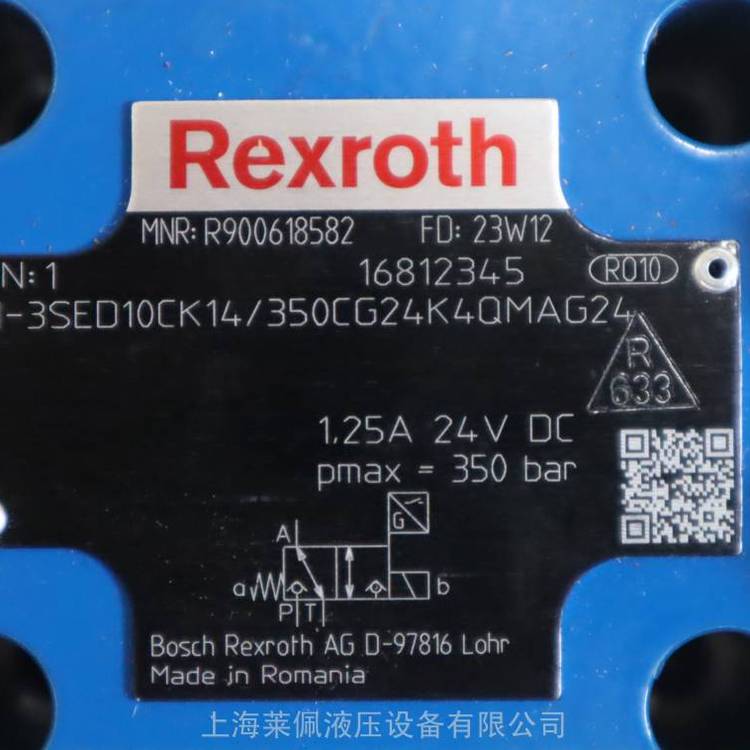 Rexroth
MNR: R900618582 FD: 23W12
N: 1 16812345 RO10
-3SED10CK14/350CG24K4QMAG24
R
633
1,25A 24V DC
pmax = 350 bar
G
A
a b
P T
Bosch Rexroth AG D-97816 Lohr
Made in Romania
上海莱佩液压设备有限公司